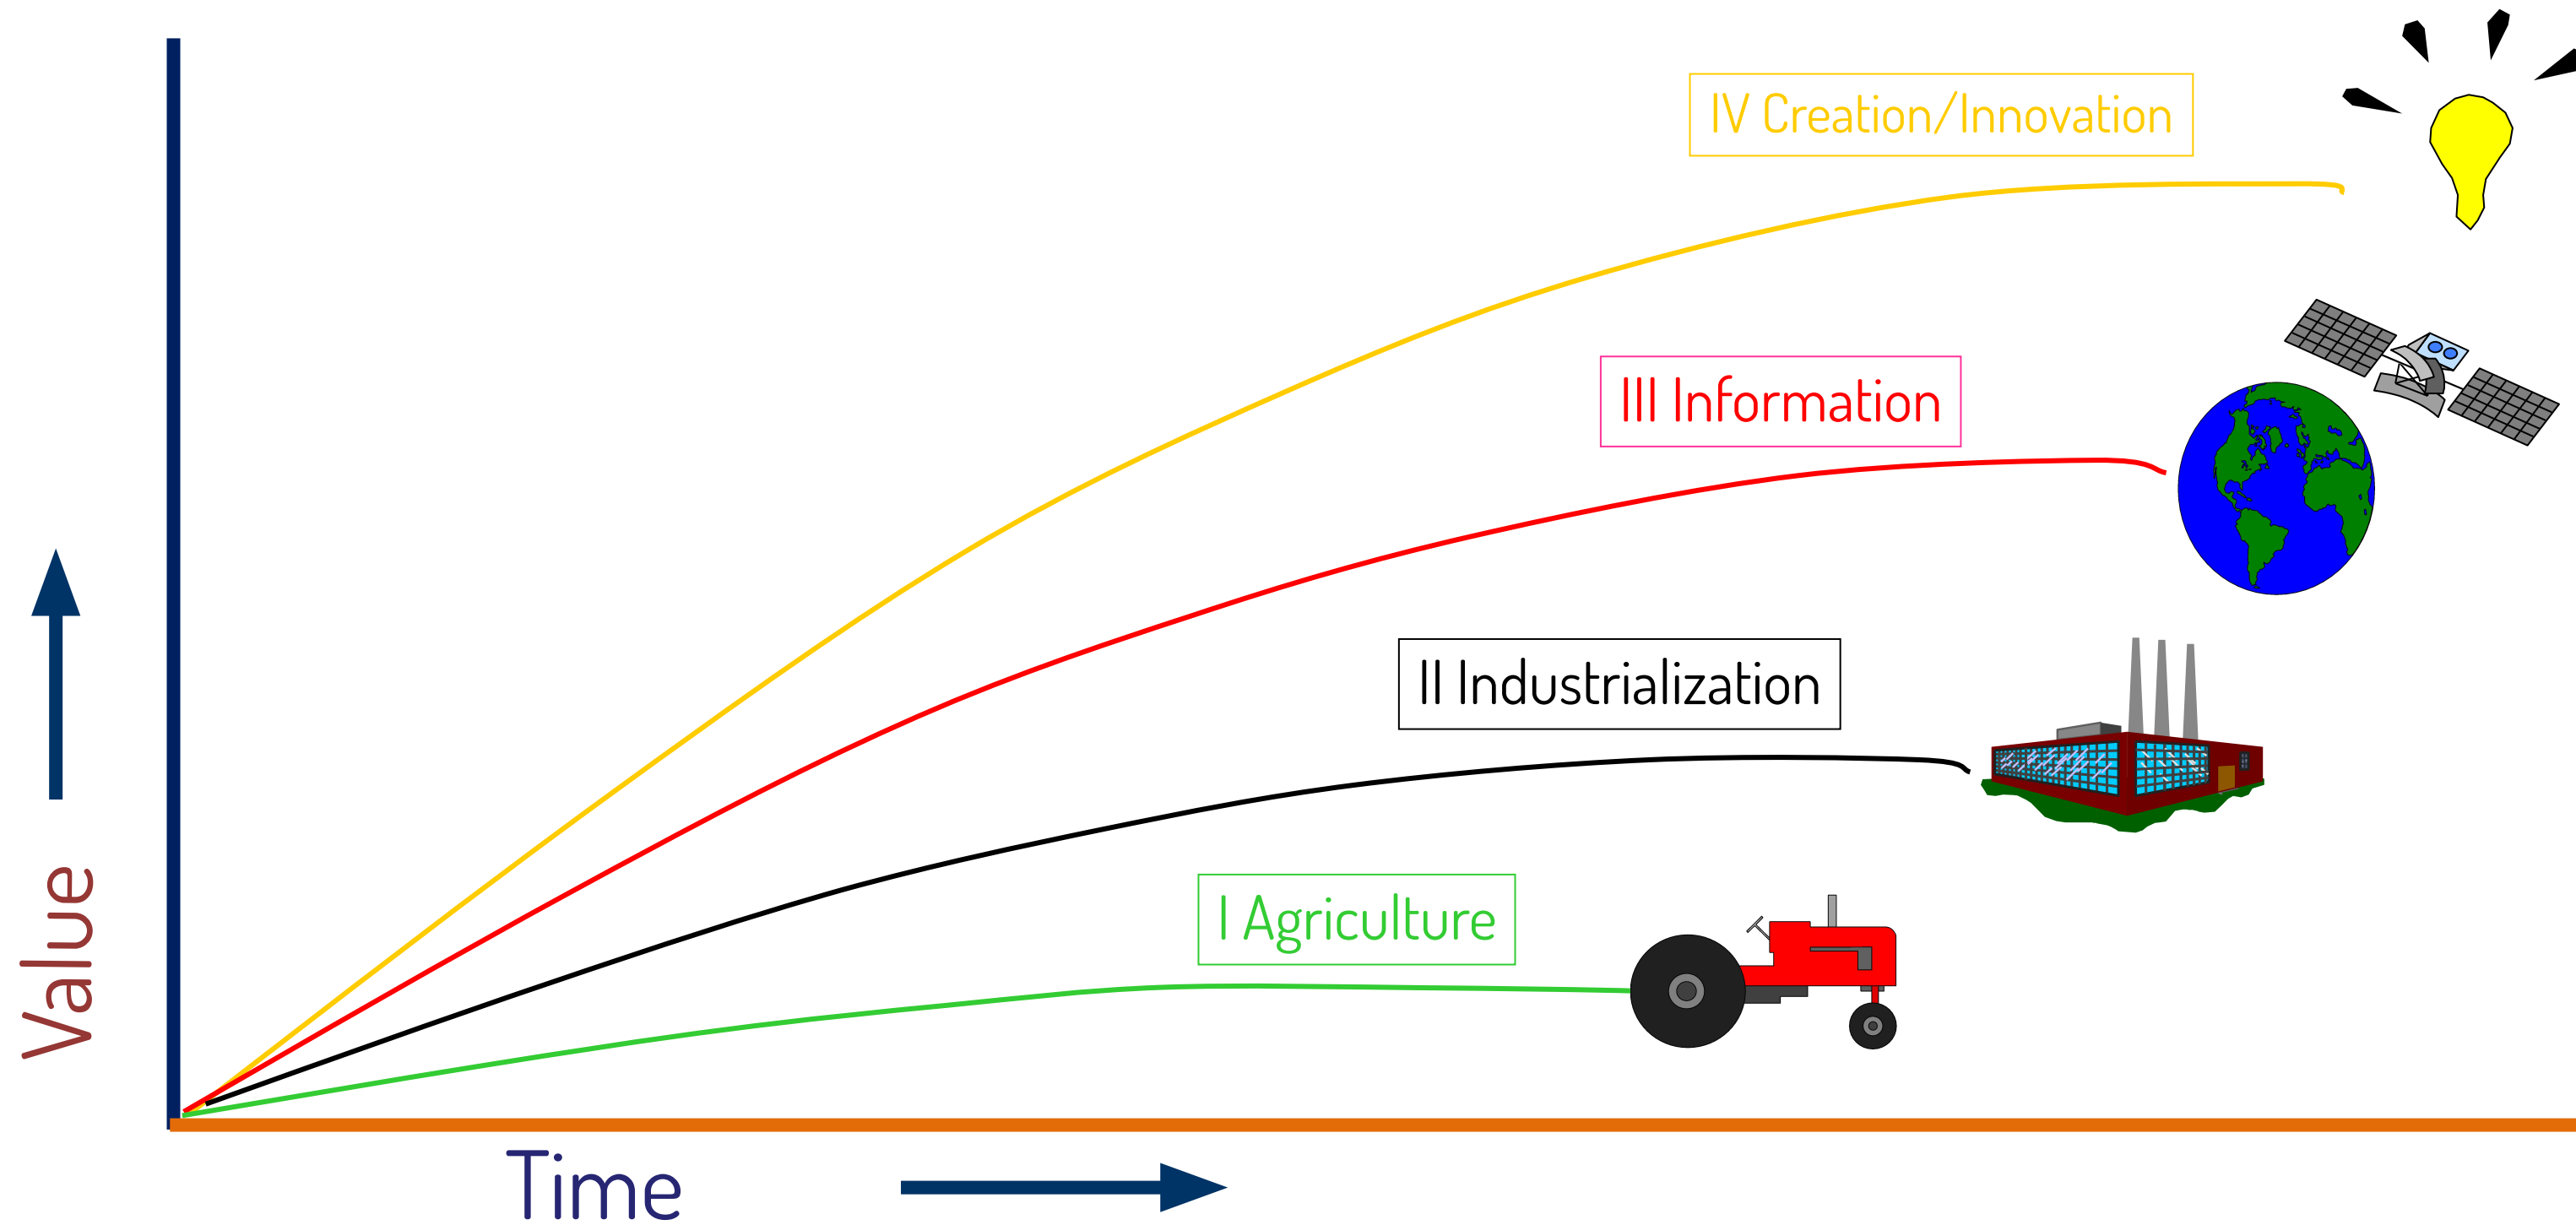 IV Creation/Innovation
III Information
II Industrialization
I Agriculture
Value
Time